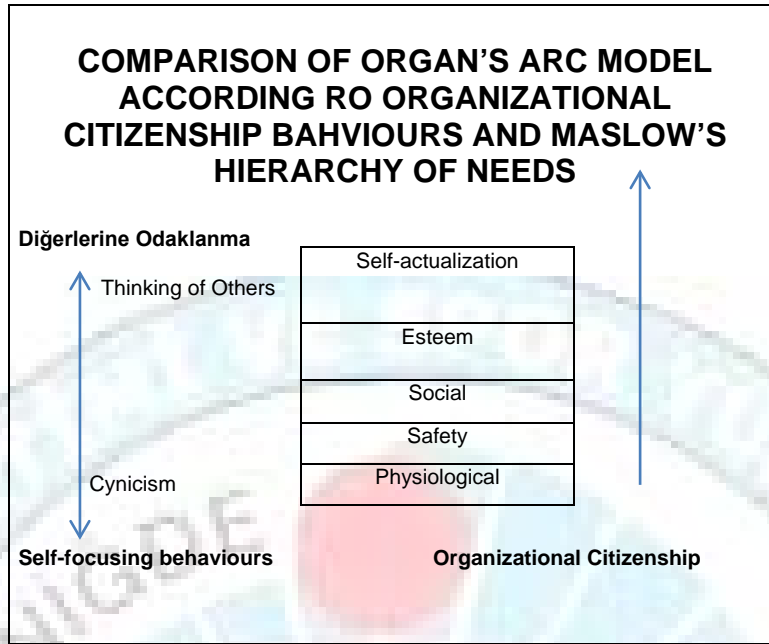 COMPARISON OF ORGAN’S ARC MODEL
ACCORDING RO ORGANIZATIONAL
CITIZENSHIP BAHVIOURS AND MASLOW’S
HIERARCHY OF NEEDS
Diğerlerine Odaklanma
Thinking of Others
Self-actualization
Esteem
Social
Safety
Physiological
Cynicism
Self-focusing behaviours
Organizational Citizenship
NIGDE